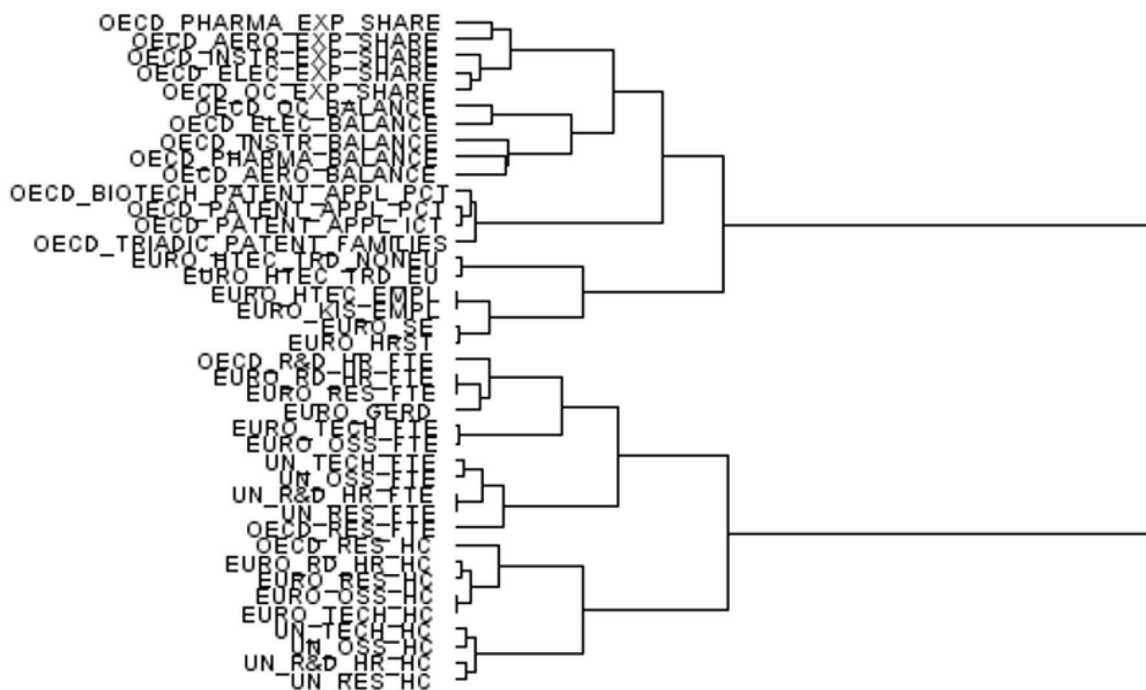 OECD_PHARMA_EXP_SHARE
OECD_AERO_EXP_SHARE
OECD_INSTR_EXP_SHARE
OECD_ELEC_EXP_SHARE
OECD_OC_EXP_SHARE
OECD_OC_BALANCE
OECD_ELEC_BALANCE
OECD_INSTR_BALANCE
OECD_PHARMA_BALANCE
OECD_AERO_BALANCE
OECD_BIOTECH_PATENT_APPL_PCT
OECD_PATENT_APPL_PCT
OECD_PATENT_APPL_ICT
OECD_TRIADIC_PATENT_FAMILIES
EURO_HTEC_TRD_NONEU
EURO_HTEC_TRD_EU
EURO_HTEC_EMPL
EURO_KIS_EMPL
EURO_SE
EURO_HRST
OECD_R&D_HR_FTE
EURO_RD_HR_FTE
EURO_RES_FTE
EURO_GERD
EURO_TECH_FTE
EURO_OSS_FTE
UN_TECH_FTE
UN_OSS_FTE
UN_R&D_HR_FTE
UN_RES_FTE
OECD_RES_FTE
OECD_RES_HC
EURO_RD_HR_HC
EURO_RES_HC
EURO_OSS_HC
EURO_TECH_HC
UN_TECH_HC
UN_OSS_HC
UN_R&D_HR_HC
UN_RES_HC